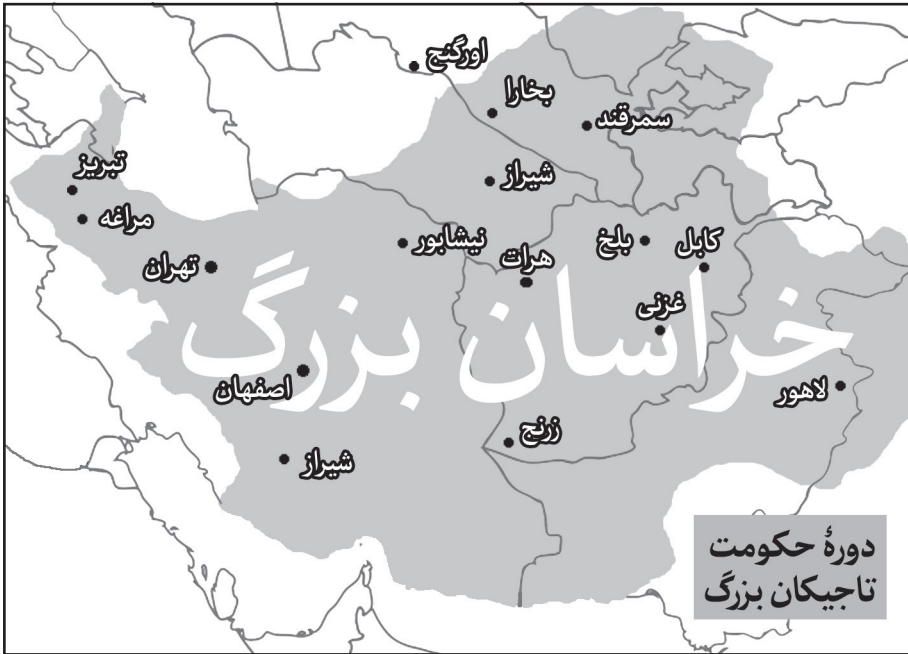 اورگنج
بخارا
سمرقند
تبریز
شیراز
مراغه
نیشابور
بلخ
کابل
هرات
تهران
غزنی
خراسان بزرگ
اصفهان
لاهور
زرنج
شیراز
دورهٔ حکومت
تاجیکان بزرگ